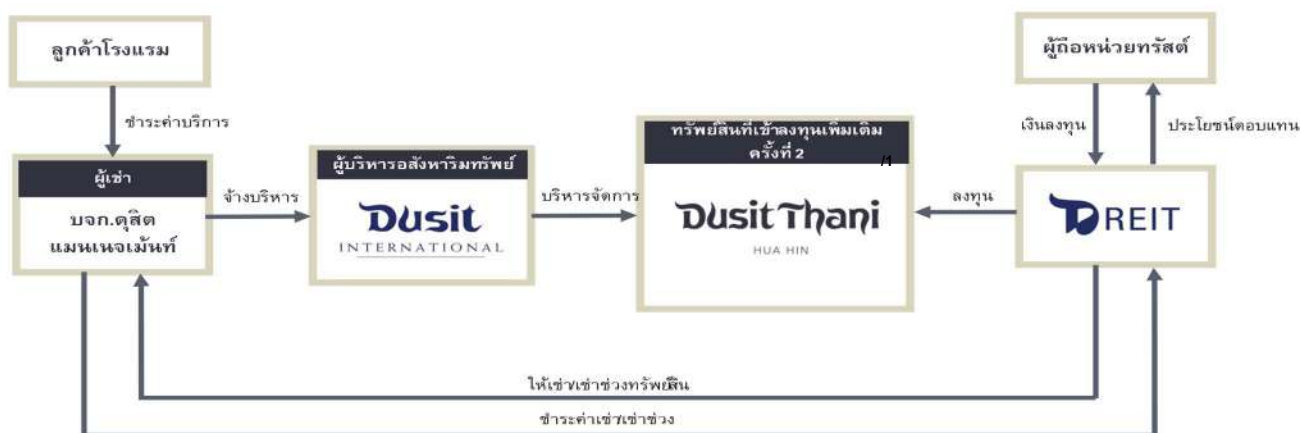 ลูกค้าโรงแรม
ผู้ถือหน่วยทรัสต์
ชำระค่าบริการ
เงินลงทุน
ประโยชน์ตอบแทน
ผู้เช่า
บจก.ดุสิต
แมนเนจเม้นท์
จ้างบริหาร
ผู้บริหารอสังหาริมทรัพย์
Dusit
INTERNATIONAL
บริหารจัดการ
ทรัพย์สินที่เข้าลงทุนเพิ่มเติม
ครั้งที่ 2
/1
Dusit Thani
HUA HIN
ลงทุน
DREIT
ให้เช่า/เช่าช่วงทรัพย์สิน
ชำระค่าเช่า/เช่าช่วง